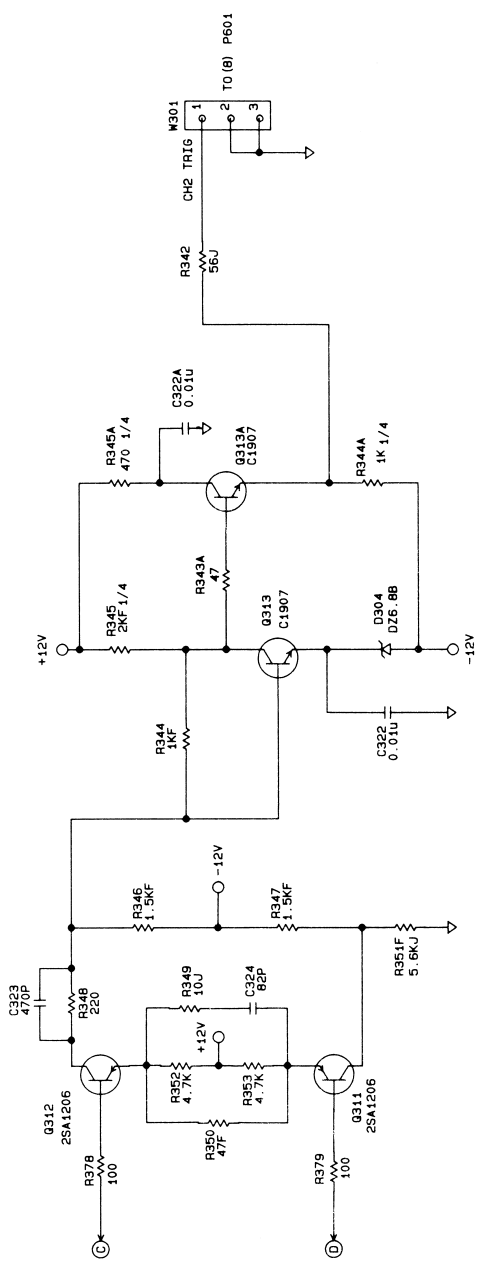 C
R378
100
Q312
2SA1206
C323
470P
R348
220
R346
1.5KF
-12V
R347
1.5KF
R351F
5.6KJ
R349
10J
C324
82P
+12V
R352
4.7K
R353
4.7K
R350
47F
D
R379
100
Q311
2SA1206
+12V
R345
2KF 1/4
R344
1KF
R343A
47
Q313
C1907
D304
DZ6.8B
C322
0.01u
-12V
R345A
470 1/4
C322A
0.01u
Q313A
C1907
R344A
1K 1/4
R342
56J
CH2 TRIG
W301
1
2
3
TO (8) P601